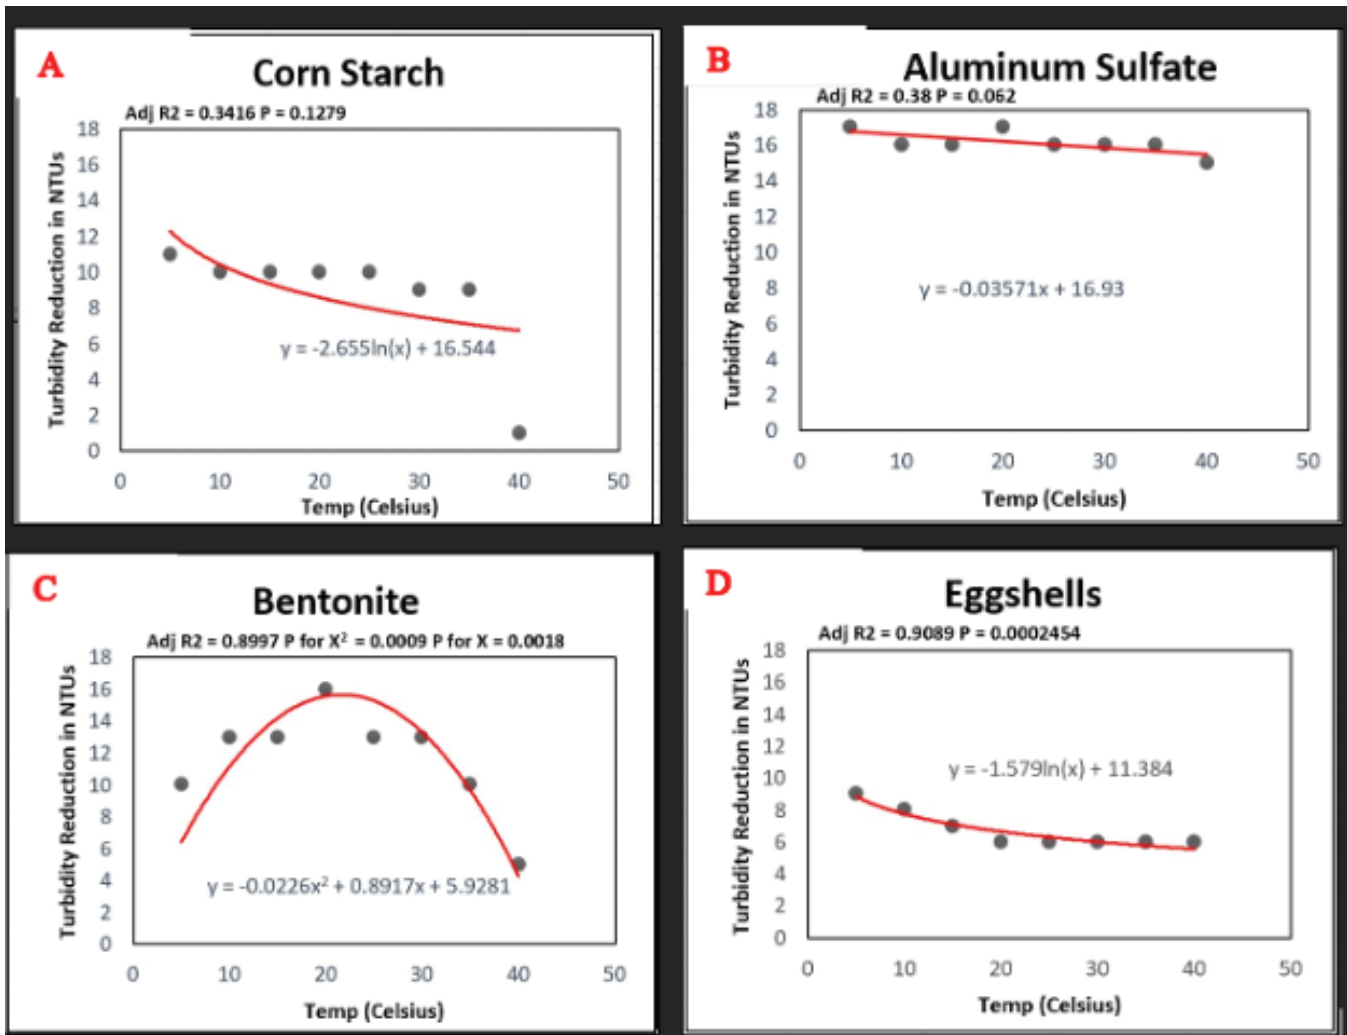 A
Corn Starch
Adj R2 = 0.3416 P = 0.1279
Turbidity Reduction in NTUs
18
16
14
12
10
8
6
4
2
0
y = -2.655ln(x) + 16.544
0 10 20 30 40 50
Temp (Celsius)
B
Aluminum Sulfate
Adj R2 = 0.38 P = 0.062
Turbidity Reduction in NTUs
18
16
14
12
10
8
6
4
2
0
y = -0.03571x + 16.93
0 10 20 30 40 50
Temp (Celsius)
C
Bentonite
Adj R2 = 0.8997 P for X² = 0.0009 P for X = 0.0018
Turbidity Reduction in NTUs
18
16
14
12
10
8
6
4
2
0
y = -0.0226x² + 0.8917x + 5.9281
0 10 20 30 40 50
Temp (Celsius)
D
Eggshells
Adj R2 = 0.9089 P = 0.0002454
Turbidity Reduction in NTUs
18
16
14
12
10
8
6
4
2
0
y = -1.579ln(x) + 11.384
0 10 20 30 40 50
Temp (Celsius)